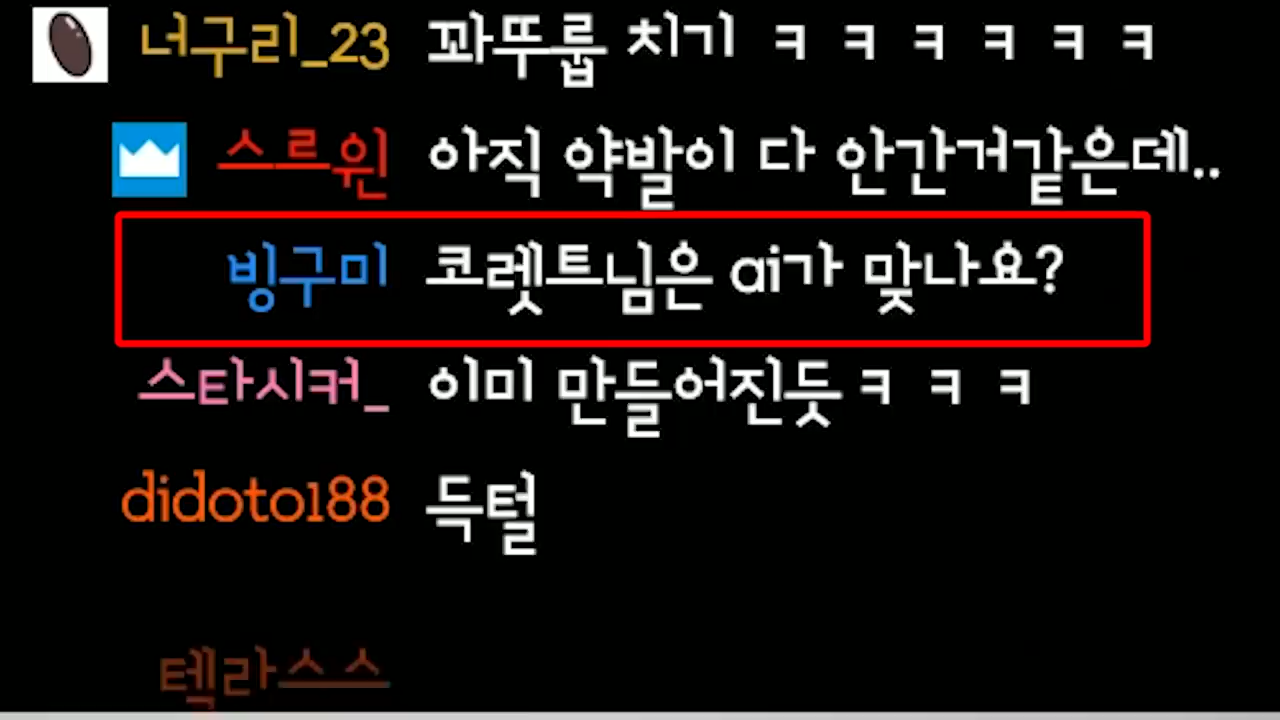 너구리_23 꽈뚜룹 치기 ㅋ ㅋ ㅋ ㅋ ㅋ ㅋ
스르윈 아직 약발이 다 안간거같은데..
빙구미 코렛트님은 ai가 맞나요?
스타시커_ 이미 만들어진듯ㅋ ㅋ ㅋ
didoto188 득털
텍라스스